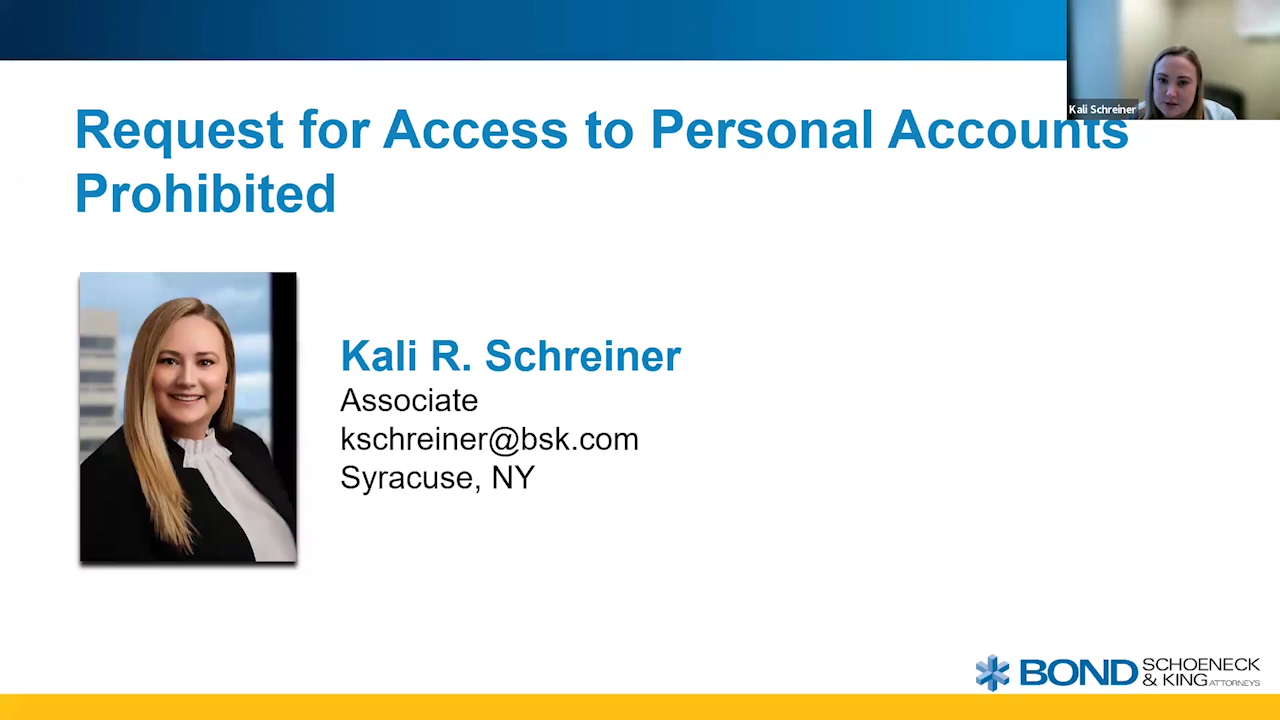 Kali Schreiner
Request for Access to Personal Accounts
Prohibited
Kali R. Schreiner
Associate
kschreiner@bsk.com
Syracuse, NY
BOND SCHOENECK
& KING ATTORNEYS